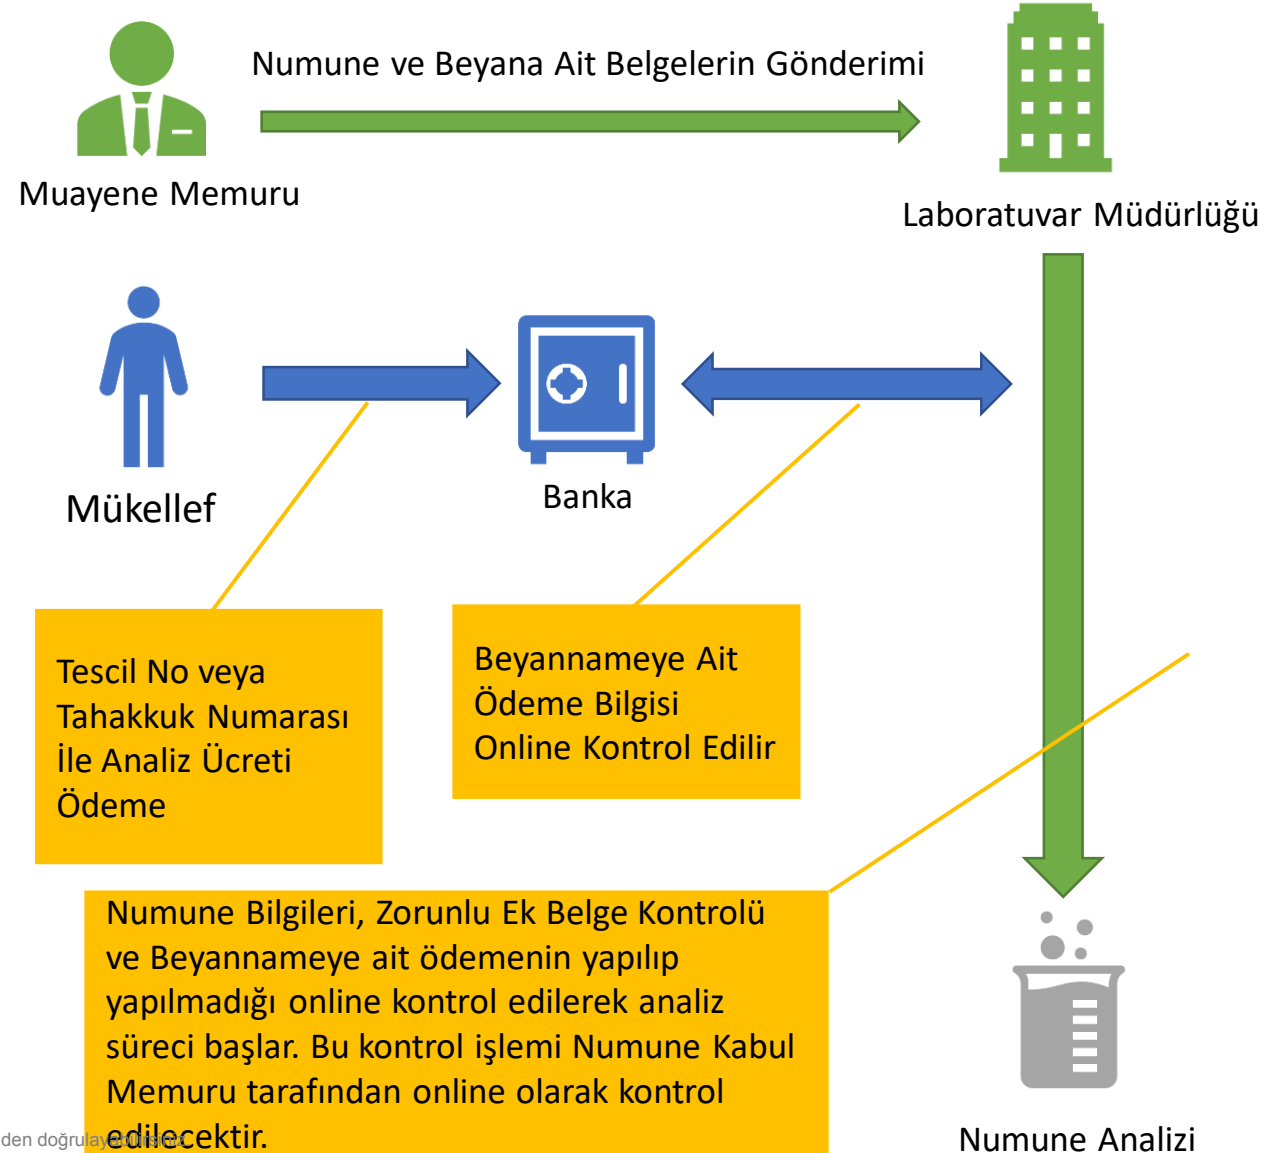 Numune ve Beyana Ait Belgelerin Gönderimi
Muayene Memuru
Laboratuvar Müdürlüğü
Mükellef
Banka
Tescil No veya
Tahakkuk Numarası
İle Analiz Ücreti
Ödeme
Beyannameye Ait
Ödeme Bilgisi
Online Kontrol Edilir
Numune Bilgileri, Zorunlu Ek Belge Kontrolü
ve Beyannameye ait ödemenin yapılıp
yapılmadığı online kontrol edilerek analiz
süreci başlar. Bu kontrol işlemi Numune Kabul
Memuru tarafından online olarak kontrol
edilecektir.
den doğrulayabilirsiniz.
Numune Analizi